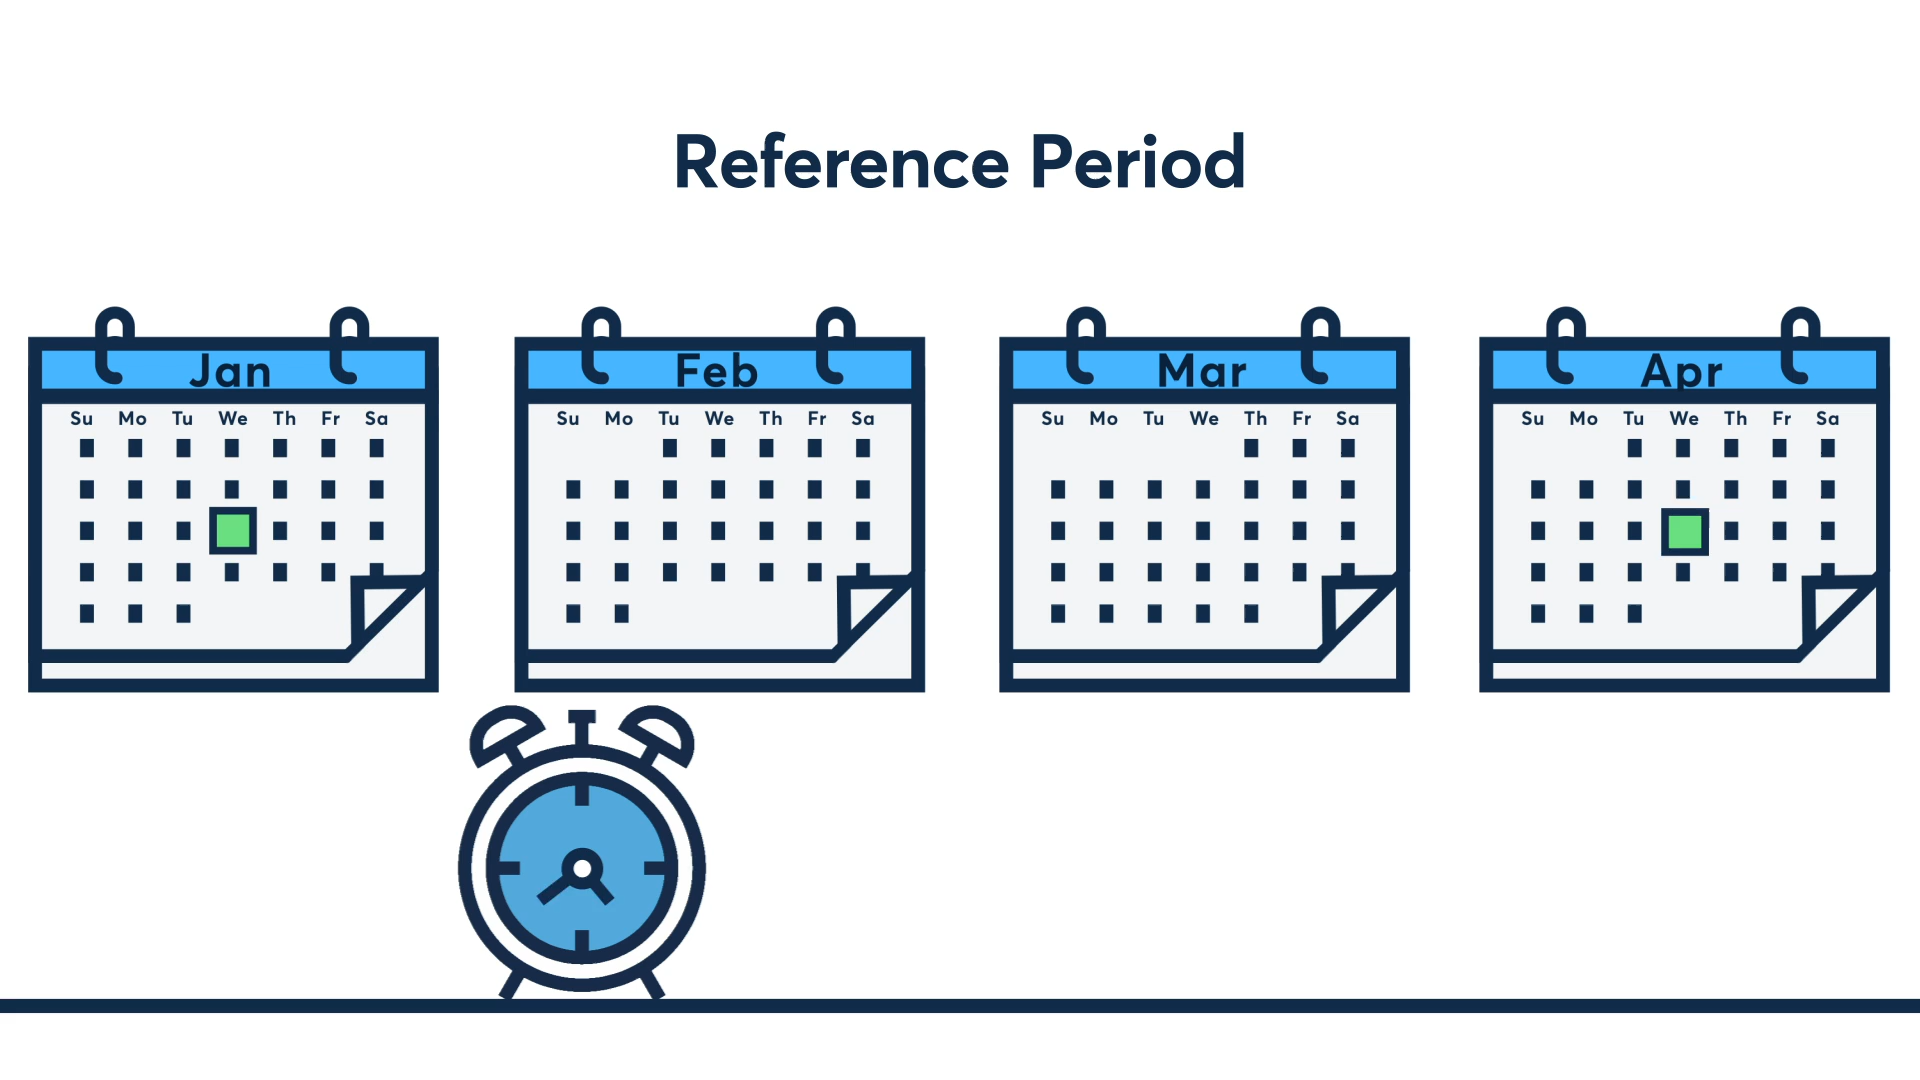 Reference Period
Jan
Su Mo Tu We Th Fr Sa
Feb
Su Mo Tu We Th Fr Sa
Mar
Su Mo Tu We Th Fr Sa
Apr
Su Mo Tu We Th Fr Sa